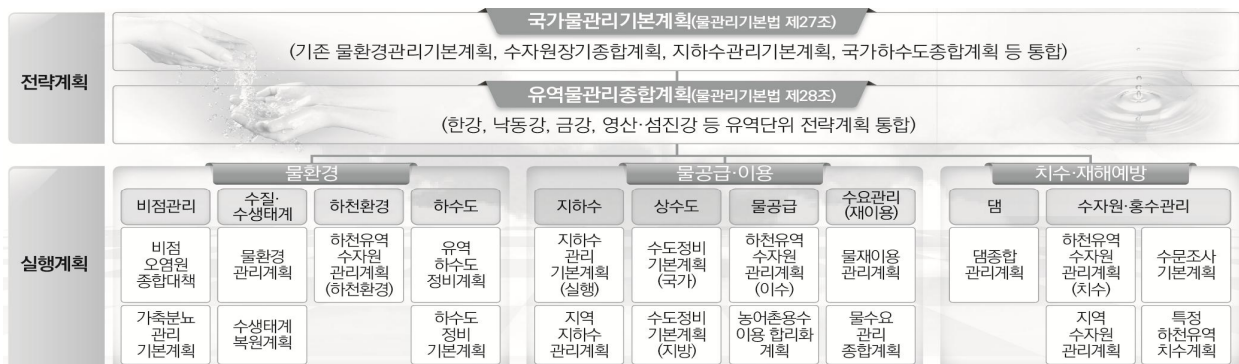 국가물관리기본계획(물관리기본법 제27조)
(기존 물환경관리기본계획, 수자원장기종합계획, 지하수관리기본계획, 국가하수도종합계획 등 통합)
전략계획
유역물관리종합계획(물관리기본법 제28조)
(한강, 낙동강, 금강, 영산·섬진강 등 유역단위 전략계획 통합)
실행계획
물환경
비점관리
비점
오염원
종합대책
가축분뇨
관리
기본계획
수질·
수생태계
물환경
관리계획
수생태계
복원계획
하천환경
하천유역
수자원
관리계획
(하천환경)
하수도
유역
하수도
정비계획
하수도
정비
기본계획
물공급·이용
지하수
지하수
관리
기본계획
(실행)
지역
지하수
관리계획
상수도
수도정비
기본계획
(국가)
수도정비
기본계획
(지방)
물공급
하천유역
수자원
관리계획
(이수)
농어촌용수
이용 합리화
계획
수요관리
(재이용)
물재이용
관리계획
물수요
관리
종합계획
치수·재해예방
댐
댐종합
관리계획
수자원·홍수관리
하천유역
수자원
관리계획
(치수)
지역
수자원
관리계획
수문조사
기본계획
특정
하천유역
치수계획